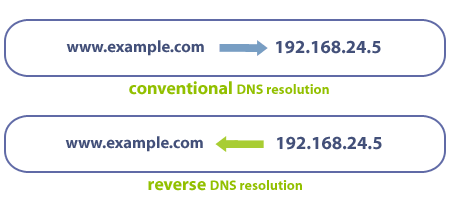 www.example.com 192.168.24.5
conventional DNS resolution
www.example.com 192.168.24.5
reverse DNS resolution